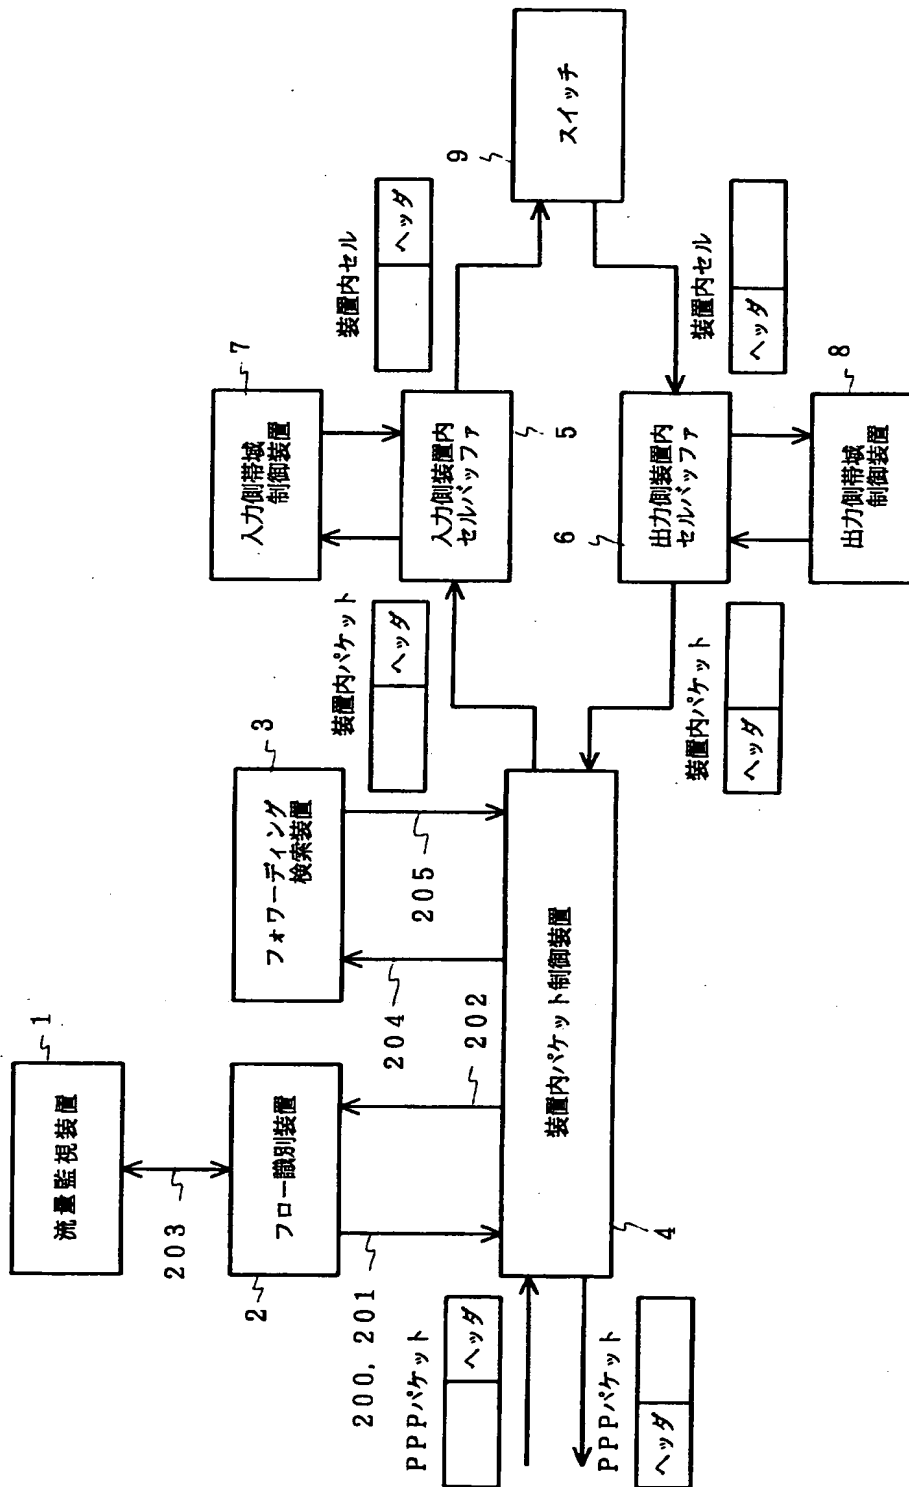 流量監視装置
1
203
フロー識別装置
2
200, 201
202
フォワーディング
検索装置
3
204
205
装置内パケット制御装置
4
PPPパケット
ヘッダ
PPPパケット
ヘッダ
装置内パケット
ヘッダ
装置内パケット
ヘッダ
入力側帯域
制御装置
7
入力側装置内
セルバッファ
5
出力側装置内
セルバッファ
6
出力側帯域
制御装置
8
装置内セル
ヘッダ
装置内セル
ヘッダ
スイッチ
9